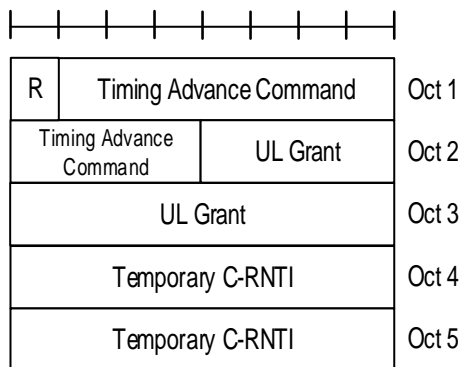 R Timing Advance Command Oct 1
Timing Advance
Command UL Grant Oct 2
UL Grant Oct 3
Temporary C-RNTI Oct 4
Temporary C-RNTI Oct 5